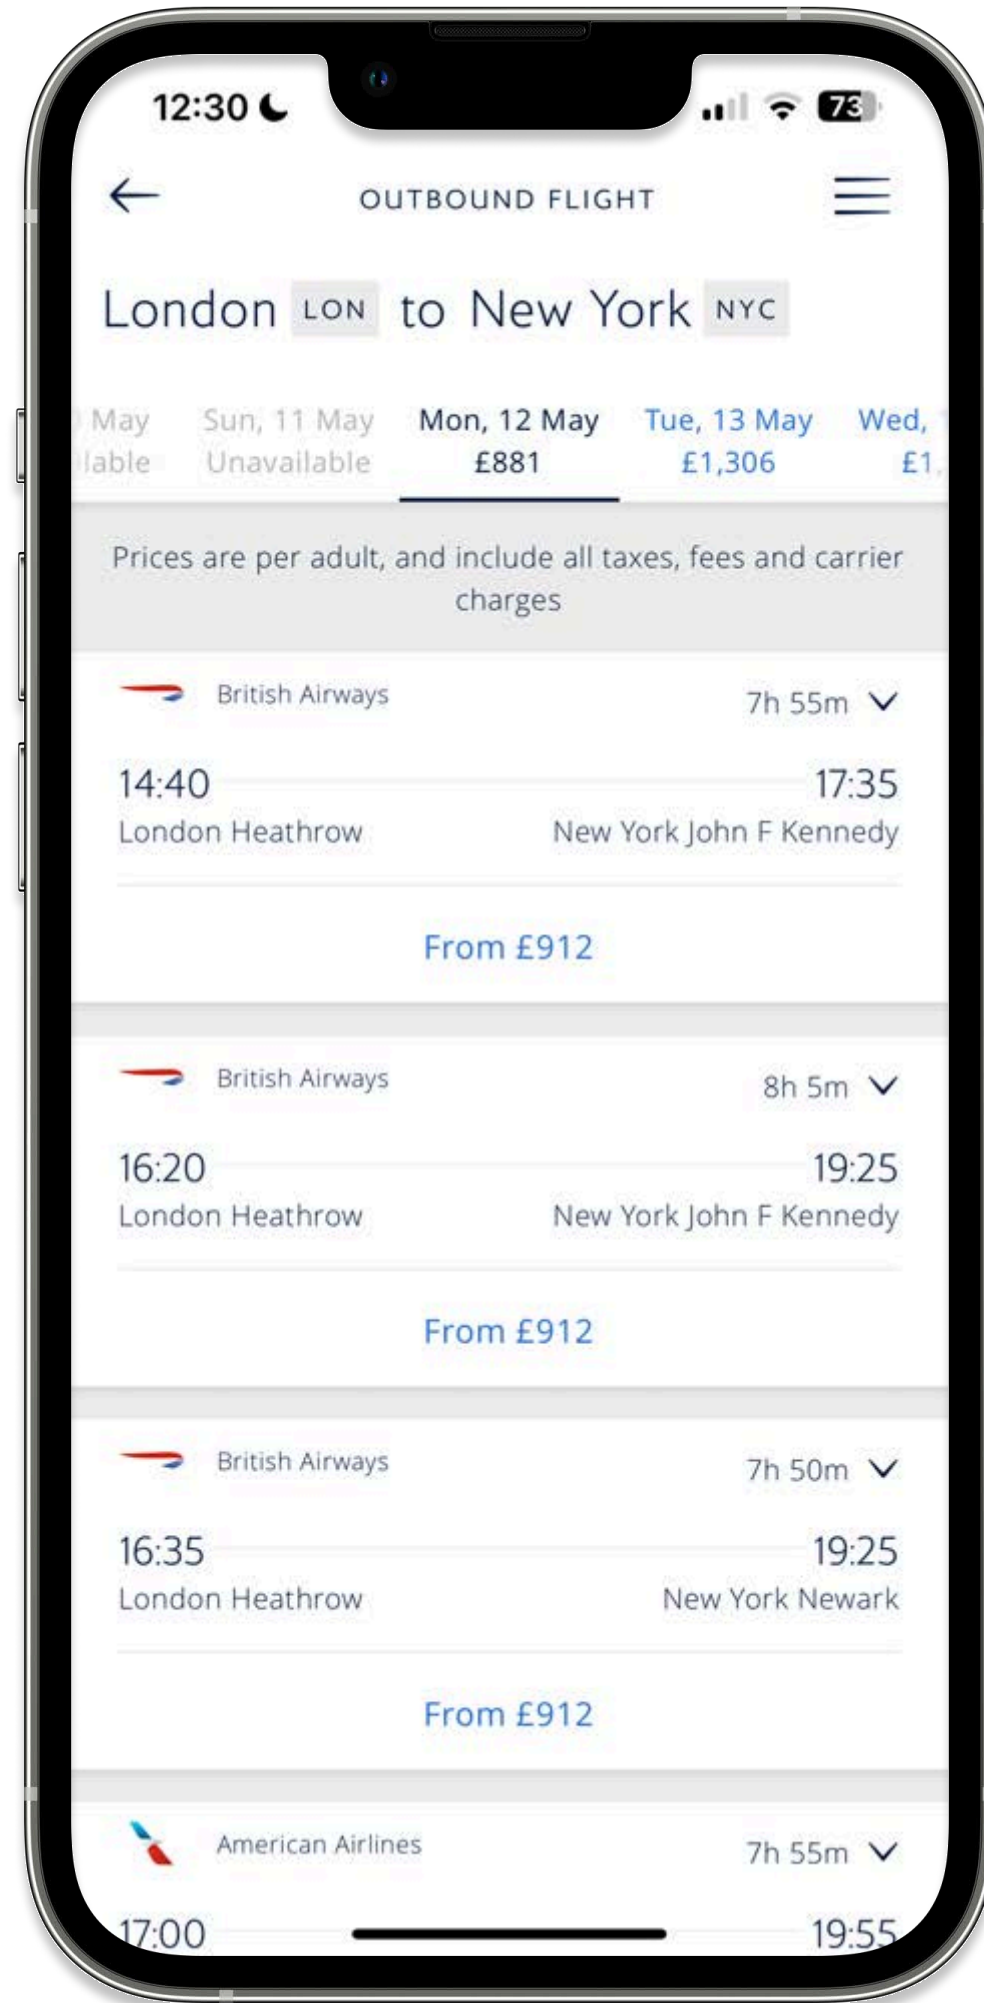 12:30
73
OUTBOUND FLIGHT
London LON to New York NYC
May Sun, 11 May Mon, 12 May Tue, 13 May Wed,
Unavailable £881 £1,306 £1,
Prices are per adult, and include all taxes, fees and carrier
charges
British Airways 7h 55m
14:40 17:35
London Heathrow New York John F Kennedy
From £912
British Airways 8h 5m
16:20 19:25
London Heathrow New York John F Kennedy
From £912
British Airways 7h 50m
16:35 19:25
London Heathrow New York Newark
From £912
American Airlines 7h 55m
17:00 19:55